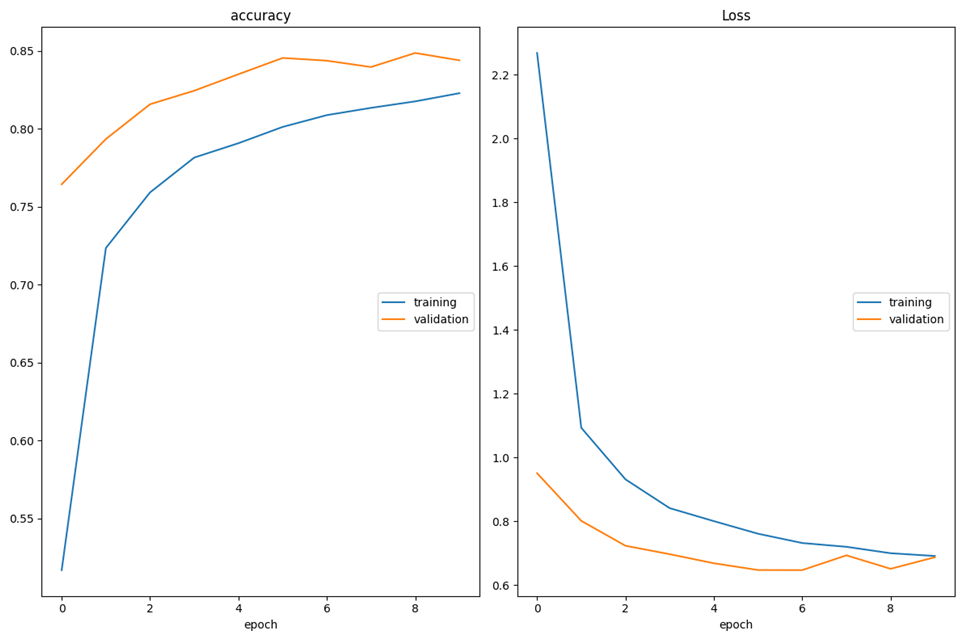 accuracy
0.85
0.80
0.75
0.70
0.65
0.60
0.55
training
validation
0 2 4 6 8
epoch
Loss
2.2
2.0
1.8
1.6
1.4
1.2
1.0
0.8
0.6
training
validation
0 2 4 6 8
epoch